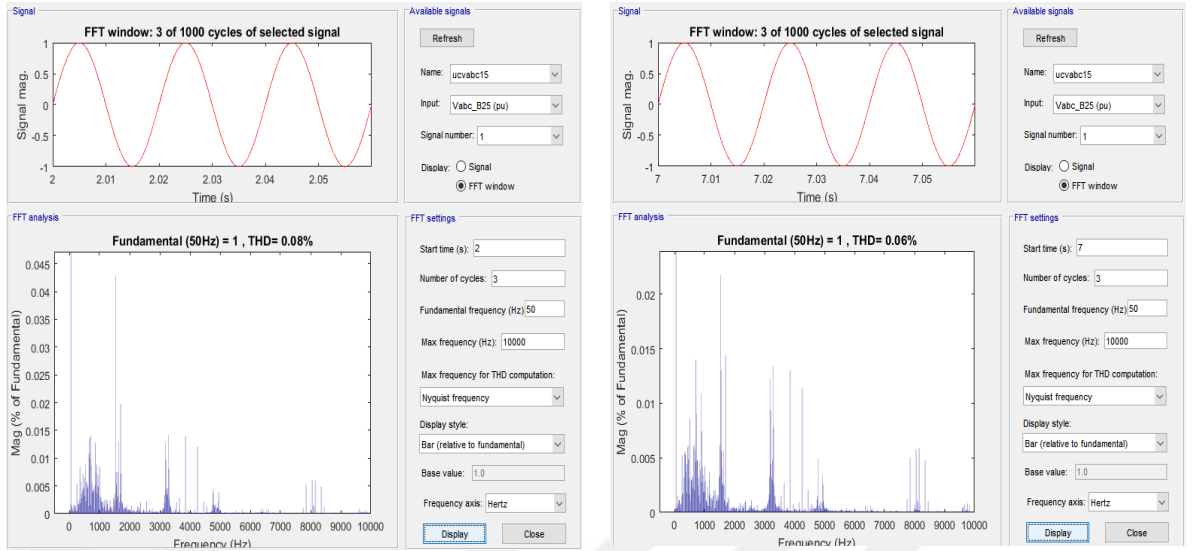 Signal
FFT window: 3 of 1000 cycles of selected signal
Signal mag.
1
0.5
0
-0.5
-1
2
2.01
2.02
2.03
2.04
2.05
Time (s)
Available signals
Refresh
Name: ucvabc15
Input: Vabc_B25 (pu)
Signal number: 1
Display: Signal
FFT window
FFT analysis
Fundamental (50Hz) = 1 , THD= 0.08%
Mag (% of Fundamental)
0.045
0.04
0.035
0.03
0.025
0.02
0.015
0.01
0.005
0
0
1000
2000
3000
4000
5000
6000
7000
8000
9000
10000
Frequency (Hz)
FFT settings
Start time (s): 2
Number of cycles: 3
Fundamental frequency (Hz): 50
Max frequency (Hz): 10000
Max frequency for THD computation:
Nyquist frequency
Display style:
Bar (relative to fundamental)
Base value: 1.0
Frequency axis: Hertz
Display
Close
Signal
FFT window: 3 of 1000 cycles of selected signal
Signal mag.
1
0.5
0
-0.5
-1
7
7.01
7.02
7.03
7.04
7.05
Time (s)
Available signals
Refresh
Name: ucvabc15
Input: Vabc_B25 (pu)
Signal number: 1
Display: Signal
FFT window
FFT analysis
Fundamental (50Hz) = 1 , THD= 0.06%
Mag (% of Fundamental)
0.02
0.015
0.01
0.005
0
0
1000
2000
3000
4000
5000
6000
7000
8000
9000
10000
Frequency (Hz)
FFT settings
Start time (s): 7
Number of cycles: 3
Fundamental frequency (Hz): 50
Max frequency (Hz): 10000
Max frequency for THD computation:
Nyquist frequency
Display style:
Bar (relative to fundamental)
Base value: 1.0
Frequency axis: Hertz
Display
Close